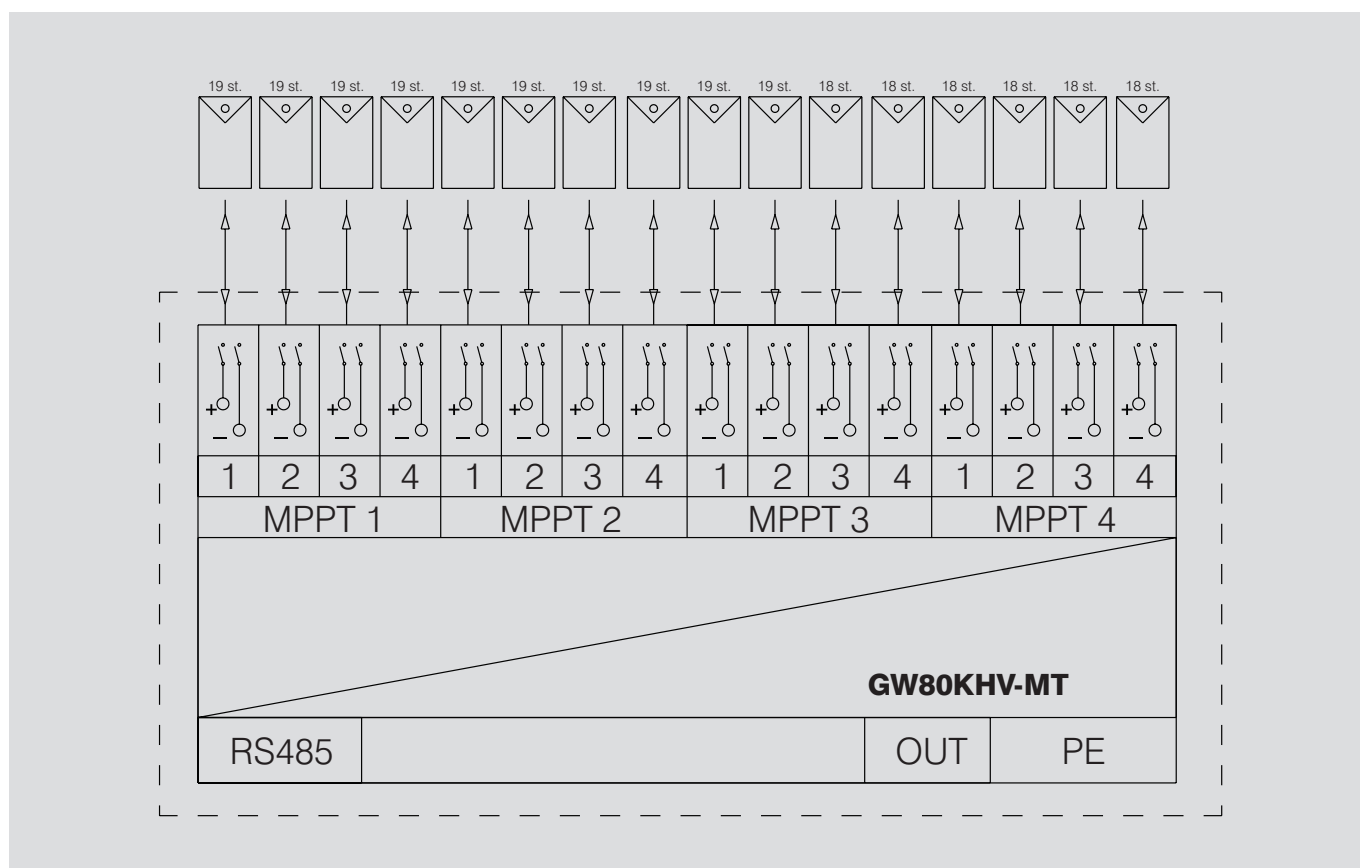 19 st. 19 st. 19 st. 19 st. 19 st. 19 st. 19 st. 19 st. 19 st. 19 st. 18 st. 18 st. 18 st. 18 st. 18 st. 18 st.
+ + + + + + + + + + + + + + + +
– – – – – – – – – – – – – – – –
1 2 3 4 1 2 3 4 1 2 3 4 1 2 3 4
MPPT 1 MPPT 2 MPPT 3 MPPT 4
GW80KHV-MT
RS485 OUT PE